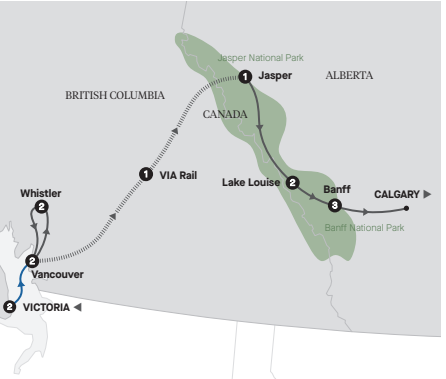 Jasper National Park
1 Jasper
ALBERTA
BRITISH COLUMBIA
CANADA
1 VIA Rail
Lake Louise 2
Banff
3
CALGARY ▶
Whistler
2
Banff National Park
2
Vancouver
2 VICTORIA ◀